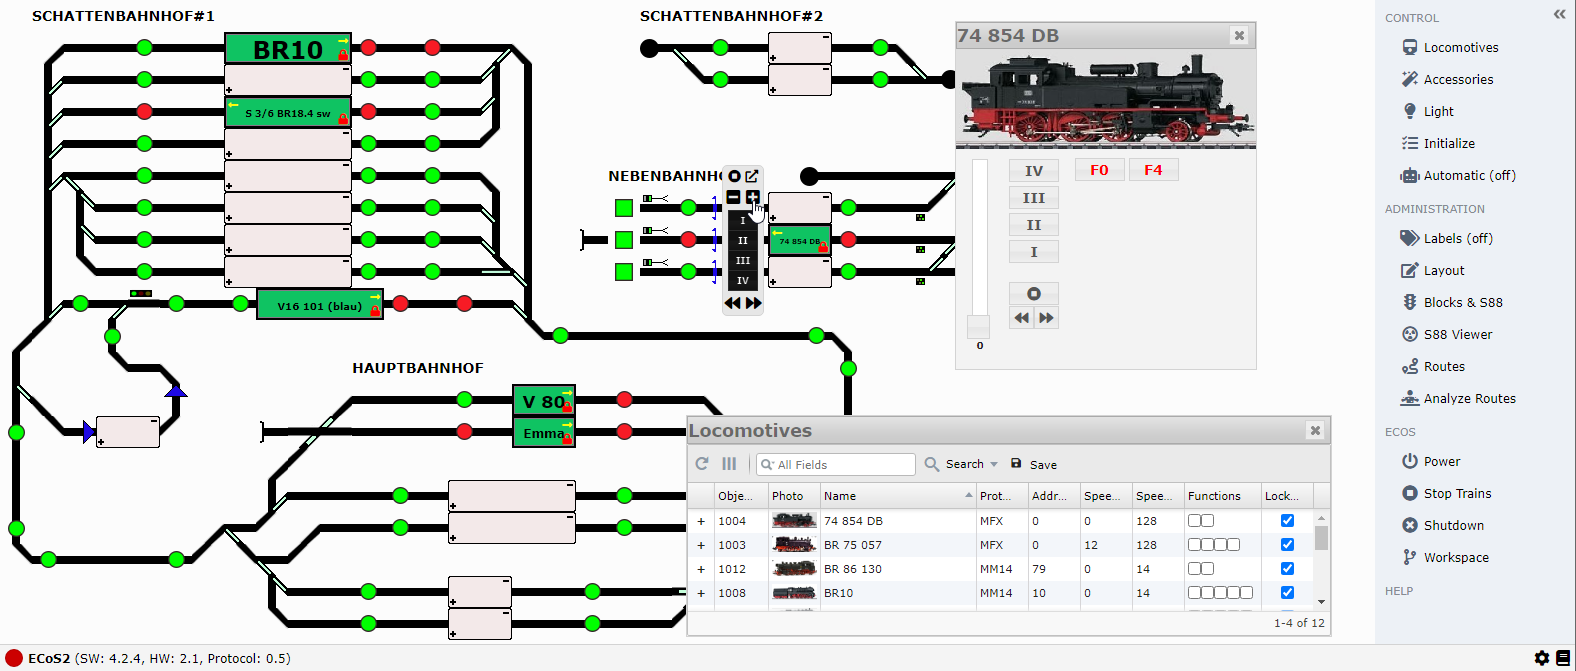 SCHATTENBAHNHOF#1
BR10
S 3/6 BR18.4 sw
V16 101 (blau)
HAUPTBAHNHOF
V 80
Emma
SCHATTENBAHNHOF#2
NEBENBAHNHO
I
II
III
IV
74 854 DB
74 854 DB
IV
F0
F4
III
II
I
0
Locomotives
All Fields
Search
Save
Obje...
Photo
Name
Prot...
Addr...
Spee...
Spee...
Functions
Lock...
+ 1004 74 854 DB MFX 0 0 128
+ 1003 BR 75 057 MFX 0 12 128
+ 1012 BR 86 130 MM14 79 0 14
+ 1008 BR10 MM14 10 0 14
1-4 of 12
CONTROL
Locomotives
Accessories
Light
Initialize
Automatic (off)
ADMINISTRATION
Labels (off)
Layout
Blocks & S88
S88 Viewer
Routes
Analyze Routes
ECOS
Power
Stop Trains
Shutdown
Workspace
HELP
ECoS2 (SW: 4.2.4, HW: 2.1, Protocol: 0.5)